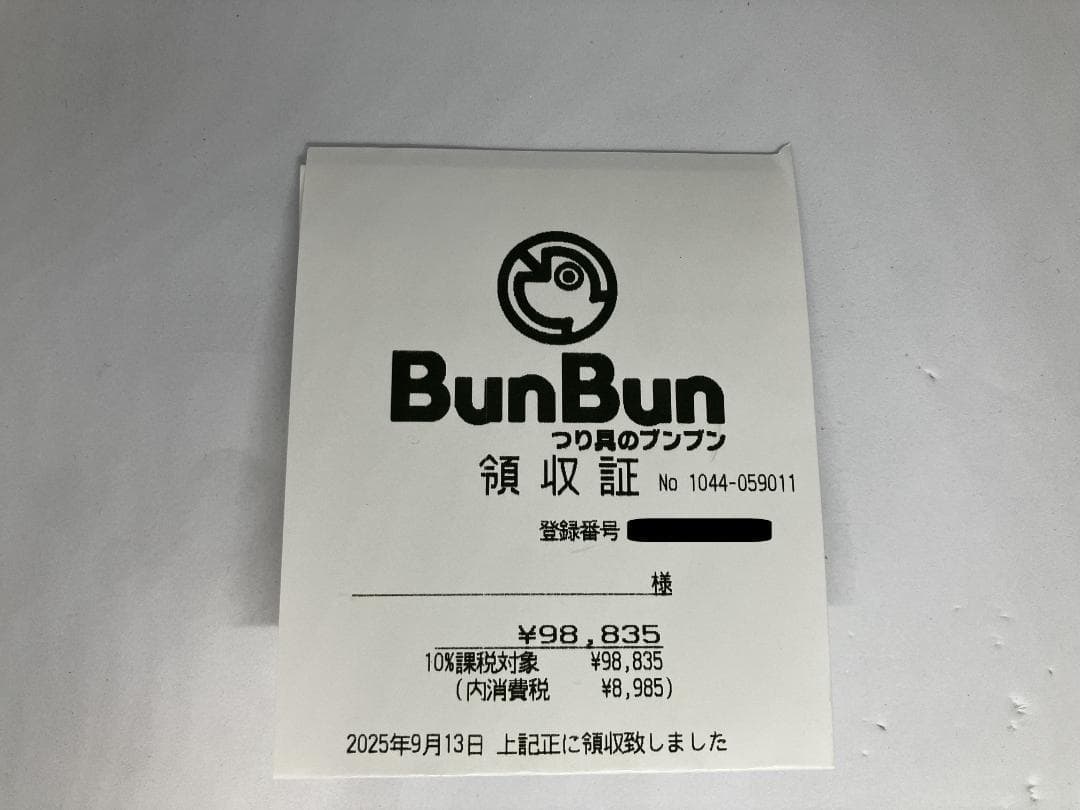 BunBun
つり具のブンブン
領収証 No 1044-059011
登録番号
様
¥98,835
10%課税対象 ¥98,835
(内消費税 ¥8,985)
2025年9月13日 上記正に領収致しました